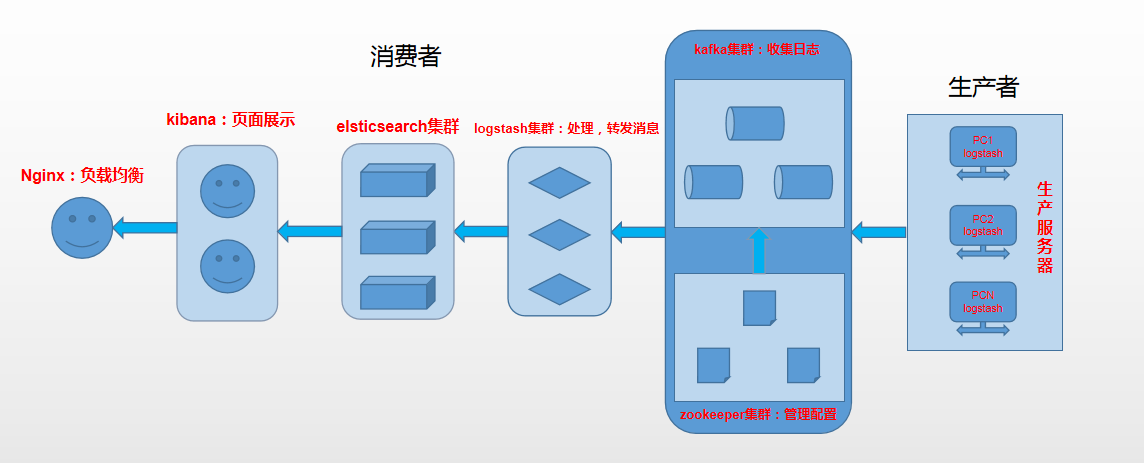 消费者
生产者
kafka集群：收集日志
kibana：页面展示
elsticsearch集群
logstash集群：处理，转发消息
Nginx：负载均衡
PC1
logstash
PC2
logstash
PCN
logstash
生产服务器
zookeeper集群：管理配置